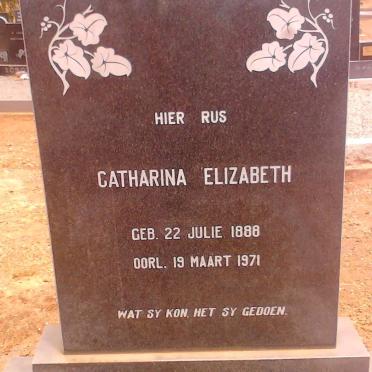 HIER RUS
CATHARINA ELIZABETH
GEB. 22 JULIE 1888
OORL. 19 MAART 1971
WAT SY KON, HET SY GEDOEN.